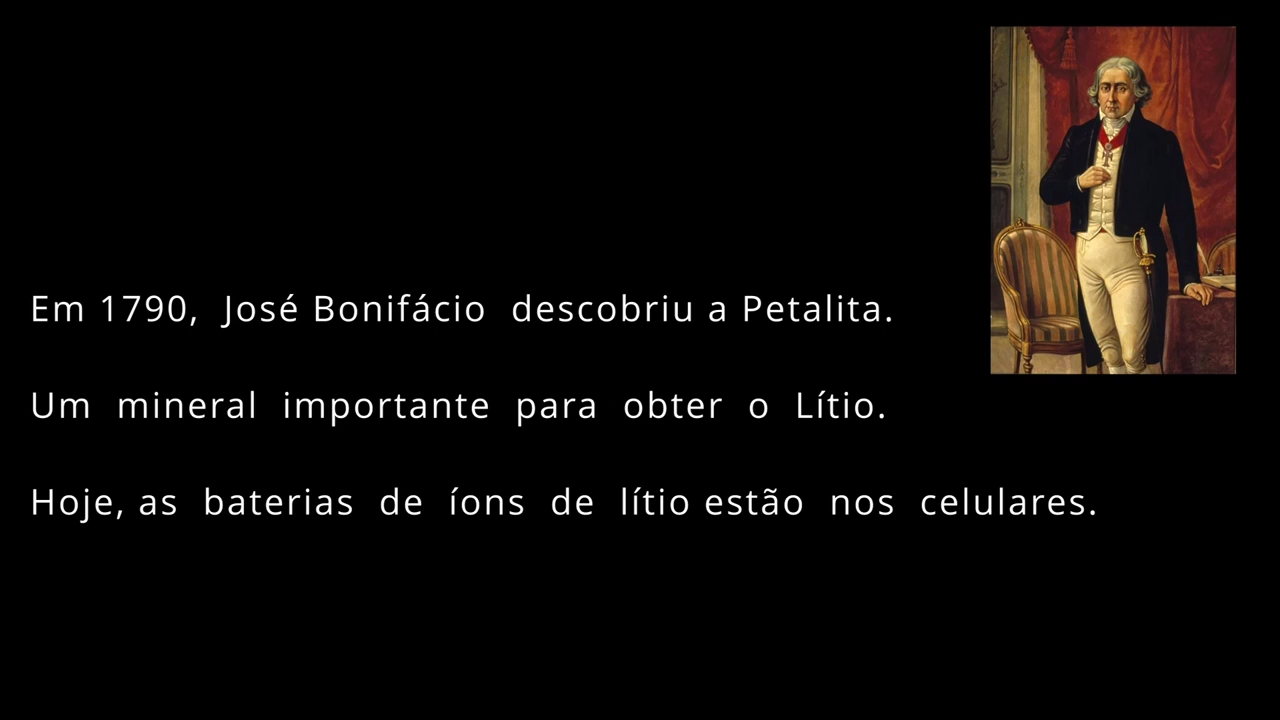 Em 1790, José Bonifácio descobriu a Petalita.
Um mineral importante para obter o Lítio.
Hoje, as baterias de íons de lítio estão nos celulares.